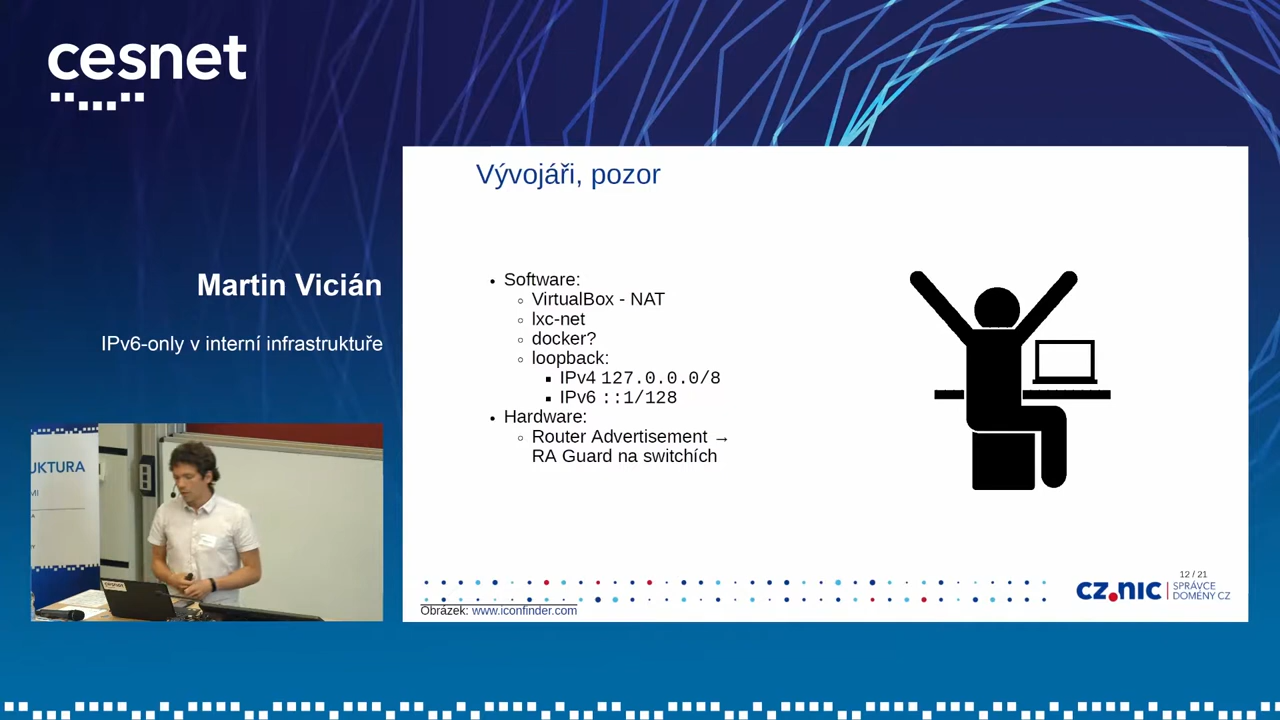 cesnet
Martin Vicián
IPv6-only v interní infrastruktuře
UKTURA
Vývojáři, pozor
• Software:
◦ VirtualBox - NAT
◦ lxc-net
◦ docker?
◦ loopback:
▪ IPv4 127.0.0.0/8
▪ IPv6 ::1/128
• Hardware:
◦ Router Advertisement →
RA Guard na switchích
12 / 21
CZ.NIC | SPRÁVCE
DOMÉNY CZ
Obrázek: www.iconfinder.com